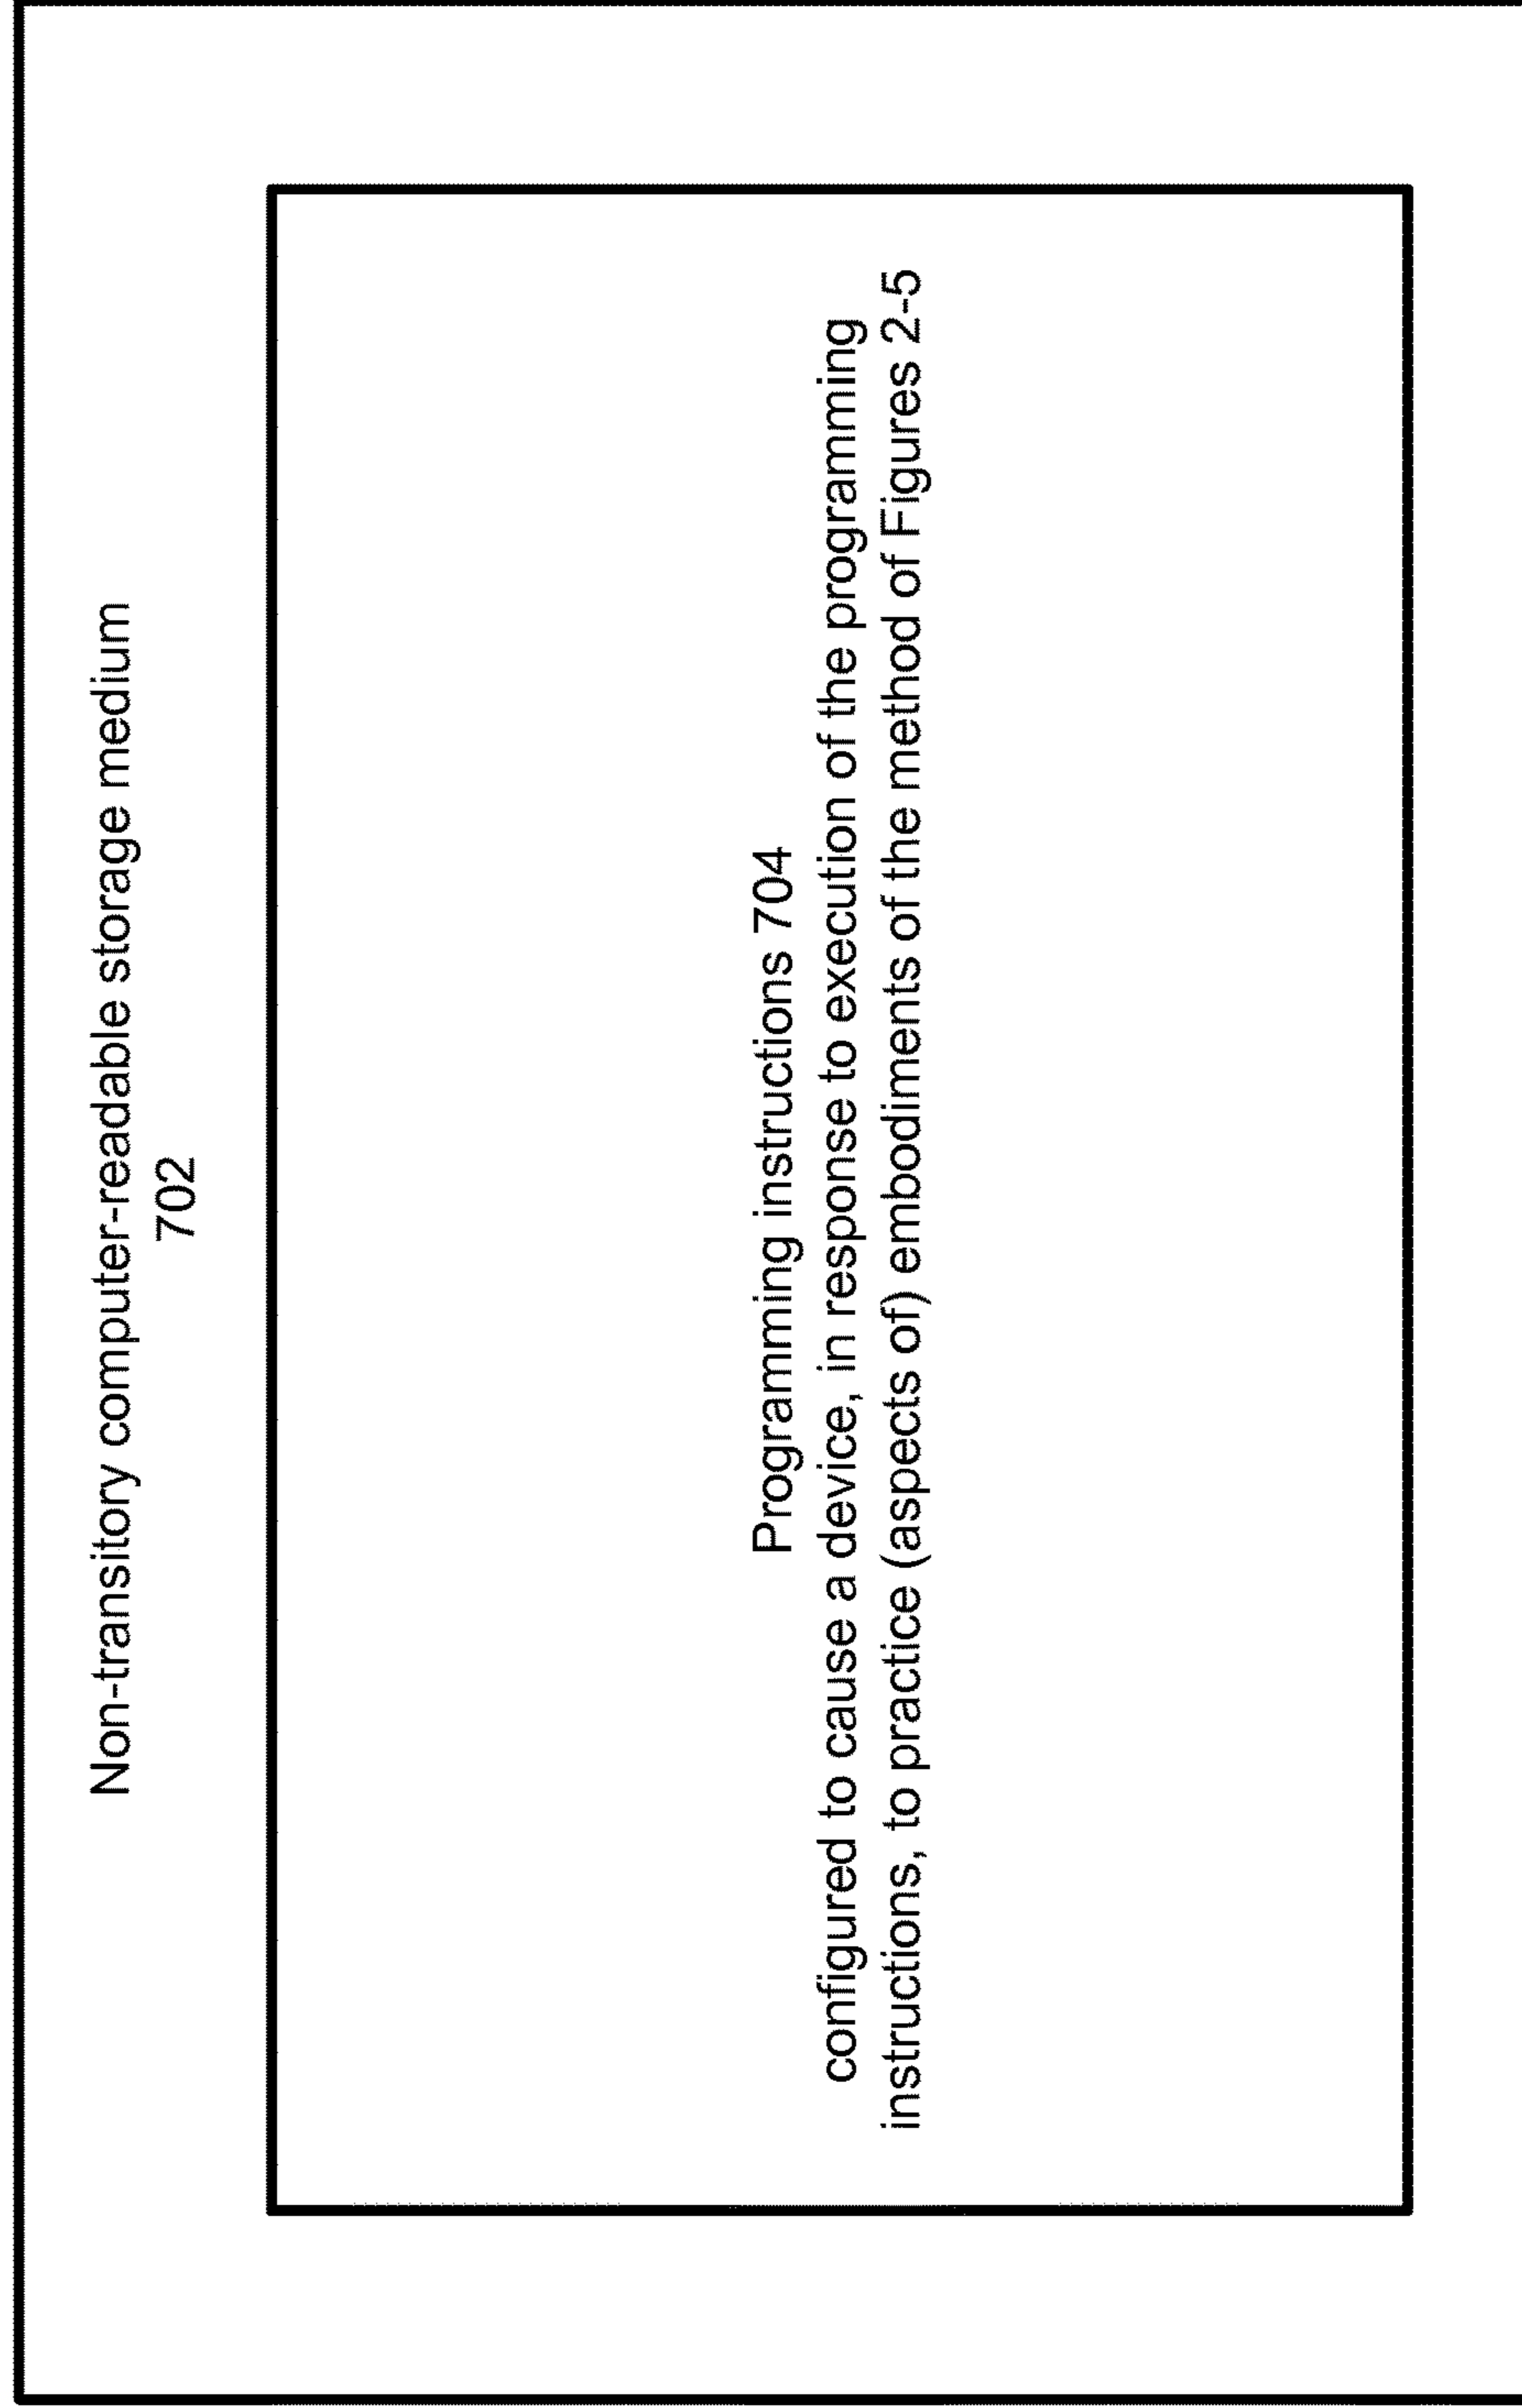 Non-transitory computer-readable storage medium
702
Programming instructions 704
configured to cause a device, in response to execution of the programming
instructions, to practice (aspects of) embodiments of the method of Figures 2-5